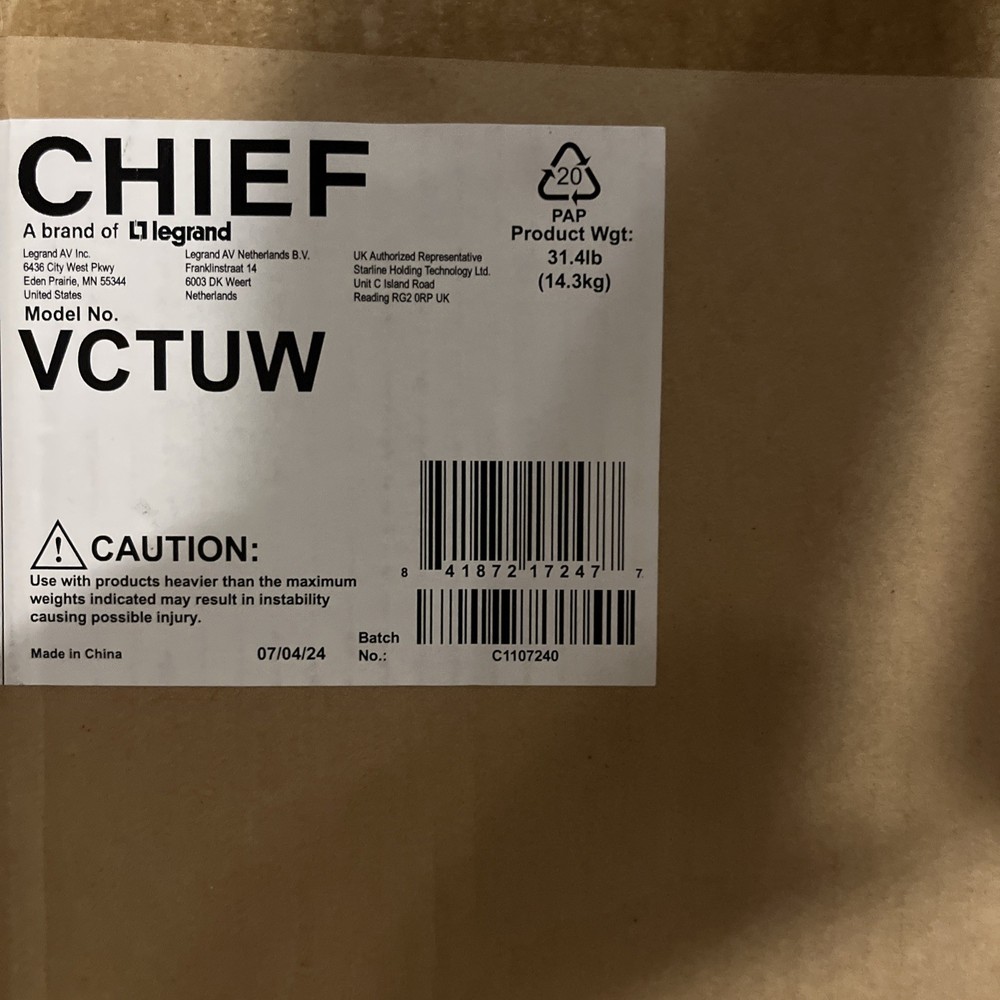 CHIEF
A brand of legrand
Legrand AV Inc.
6436 City West Pkwy
Eden Prairie, MN 55344
United States
Legrand AV Netherlands B.V.
Franklinstraat 14
6003 DK Weert
Netherlands
UK Authorized Representative
Starline Holding Technology Ltd.
Unit C Island Road
Reading RG2 0RP UK
20
PAP
Product Wgt:
31.4lb
(14.3kg)
Model No.
VCTUW
CAUTION:
Use with products heavier than the maximum
weights indicated may result in instability
causing possible injury.
Made in China
07/04/24
8 41872 17247 7
Batch
No.:
C1107240